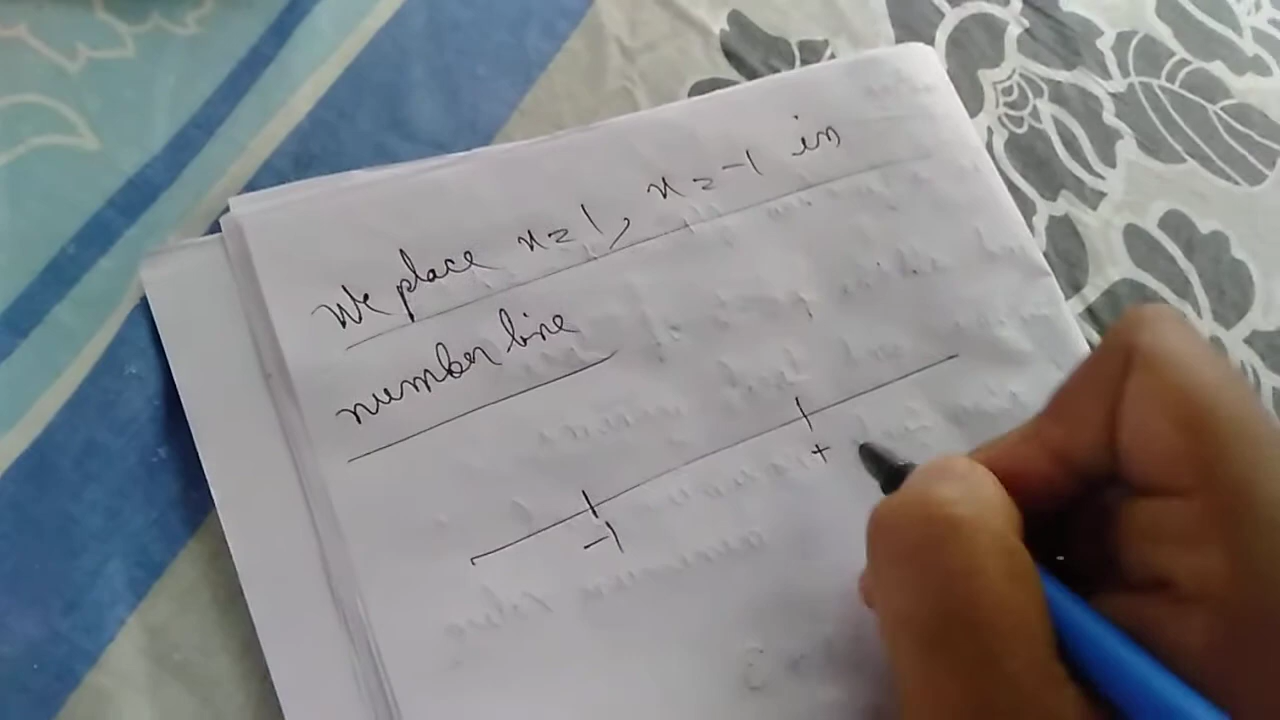 We place x=1, x=-1 in
number line
-1 +